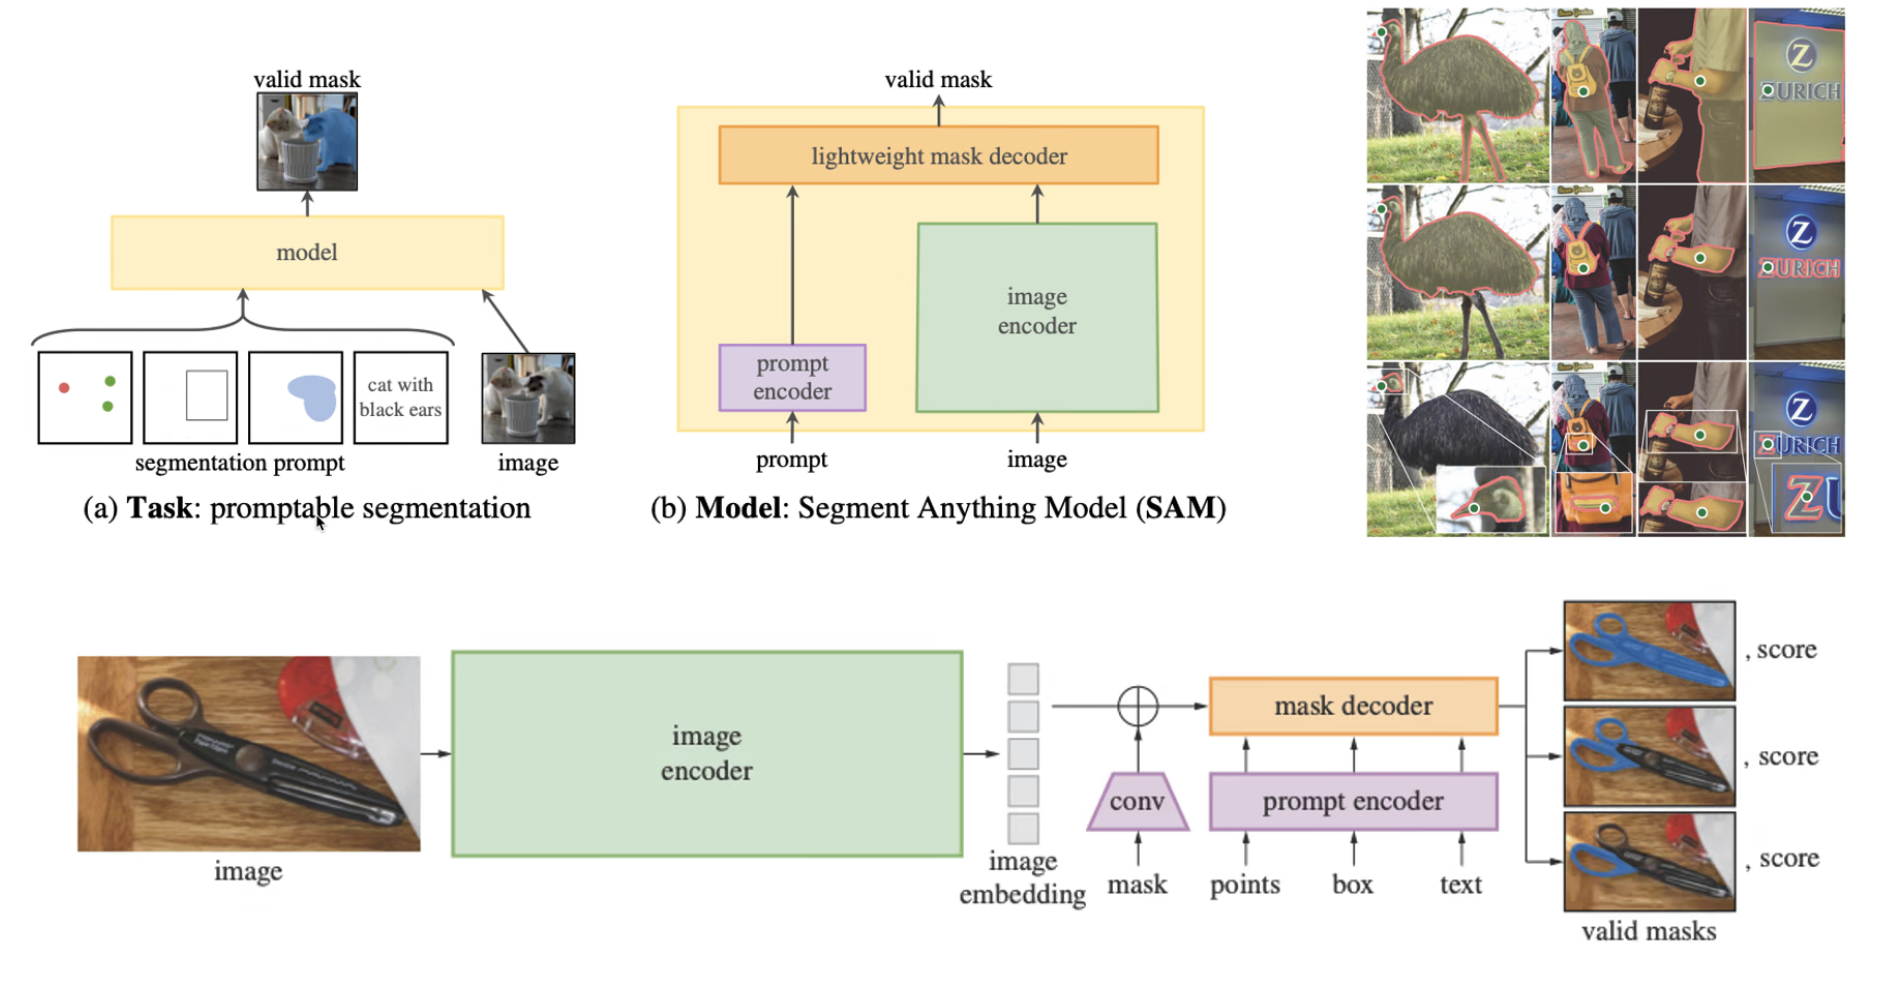 valid mask
model
cat with
black ears
segmentation prompt
image
(a) Task: promptable segmentation
valid mask
lightweight mask decoder
image
encoder
prompt
encoder
prompt
image
(b) Model: Segment Anything Model (SAM)
Z
ZURICH
Z
ZURICH
Z
ZURICH
ZU
image
image
encoder
image
embedding
conv
mask
mask decoder
prompt encoder
points
box
text
, score
, score
, score
valid masks